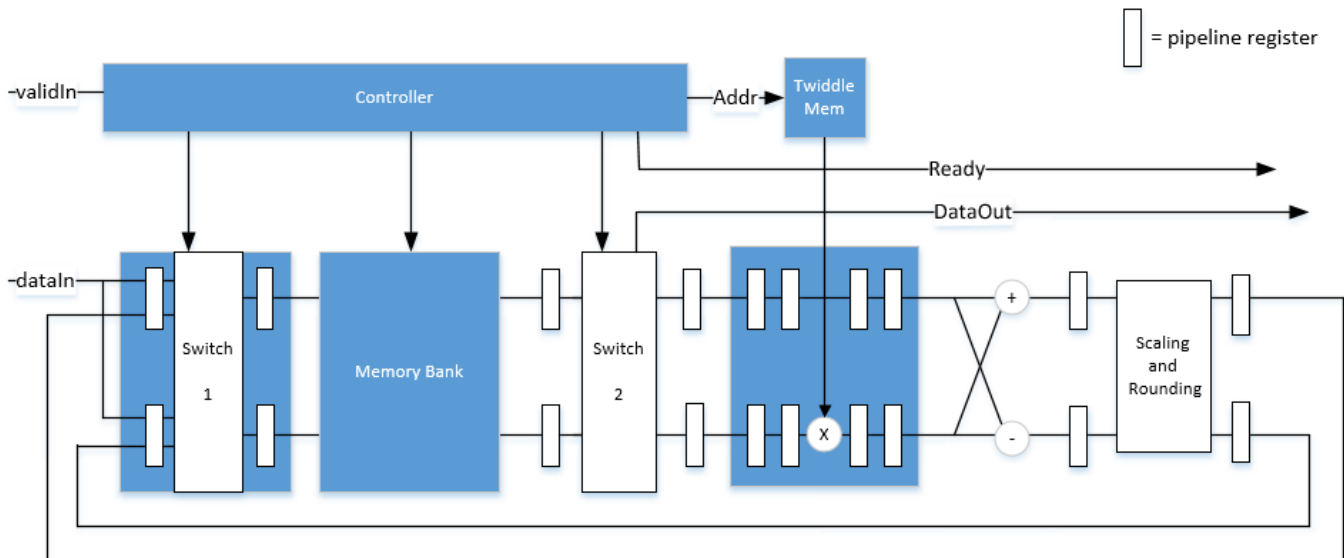 = pipeline register
validIn
Controller
Addr
Twiddle
Mem
Ready
DataOut
dataIn
Switch
1
Memory Bank
Switch
2
X
+
-
Scaling
and
Rounding